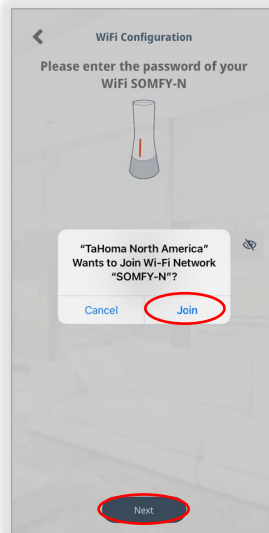 WiFi Configuration
Please enter the password of your
WiFi SOMFY-N
“TaHoma North America”
Wants to Join Wi-Fi Network
“SOMFY-N”?
Cancel Join
Next